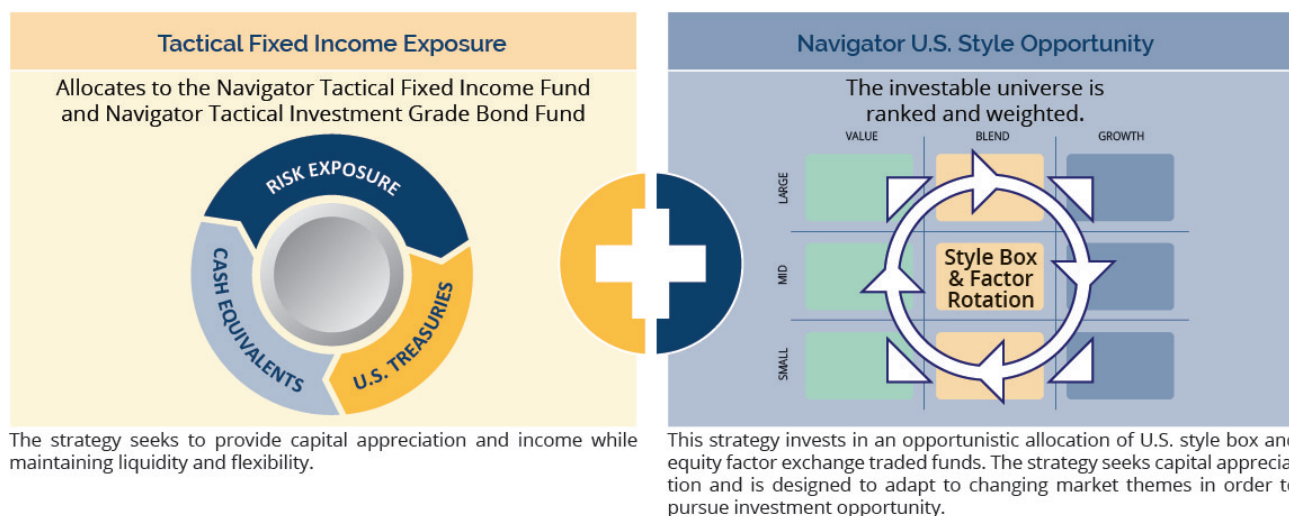 Tactical Fixed Income Exposure
Allocates to the Navigator Tactical Fixed Income Fund
and Navigator Tactical Investment Grade Bond Fund
RISK EXPOSURE
CASH EQUIVALENTS
U.S. TREASURIES
The strategy seeks to provide capital appreciation and income while
maintaining liquidity and flexibility.
Navigator U.S. Style Opportunity
The investable universe is
ranked and weighted.
VALUE
BLEND
GROWTH
LARGE
MID
SMALL
Style Box
& Factor
Rotation
This strategy invests in an opportunistic allocation of U.S. style box and
equity factor exchange traded funds. The strategy seeks capital apprecia-
tion and is designed to adapt to changing market themes in order to
pursue investment opportunity.